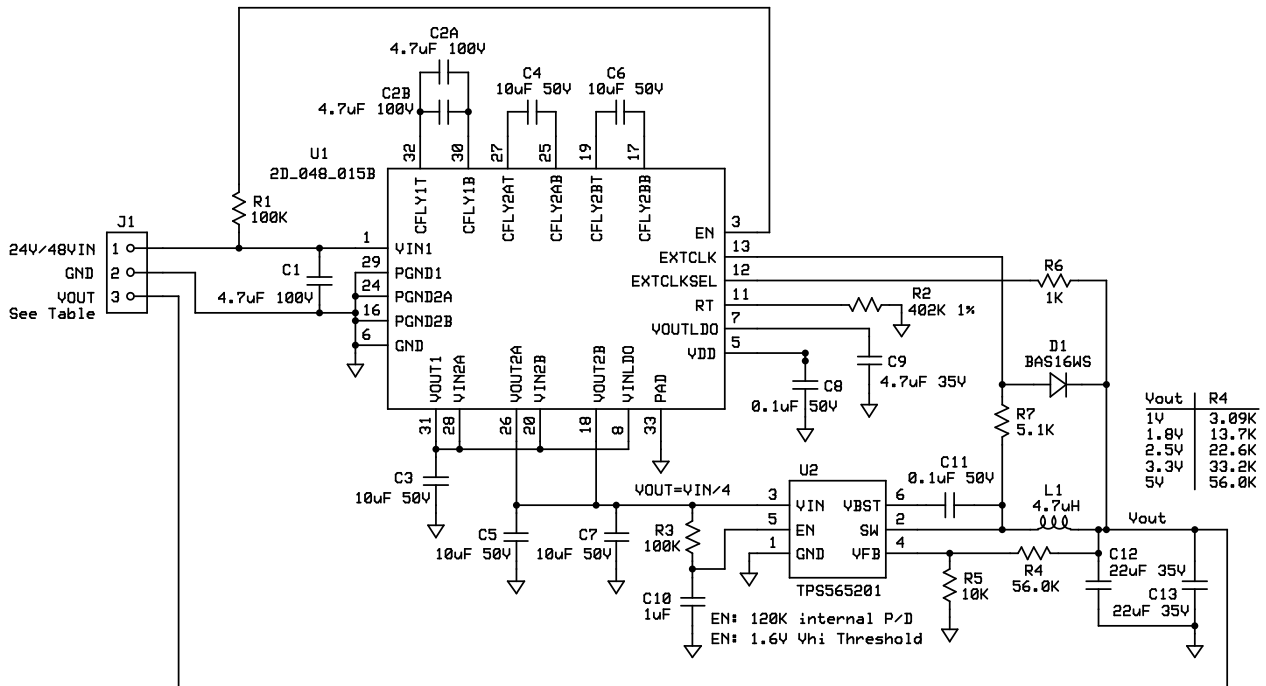 C2A
4.7uF 100V
C2B
4.7uF 100V
C4
10uF 50V
C6
10uF 50V
U1
2D_048_015B
32
30
27
25
19
17
CFLY1T
CFLY1B
CFLY2AT
CFLY2AB
CFLY2BT
CFLY2BB
R1
100K
J1
24V/48VIN
1
GND
2
VOUT
3
See Table
C1
4.7uF 100V
1
VIN1
29
PGND1
24
PGND2A
16
PGND2B
6
GND
3
EN
13
EXTCLK
12
EXTCLKSEL
11
RT
7
VOUTLDO
5
VDD
VOUT1
VIN2A
VOUT2A
VIN2B
VOUT2B
VINLDO
PAD
31
28
26
20
18
8
33
R6
1K
R2
402K 1%
C9
4.7uF 35V
C8
0.1uF 50V
D1
BAS16WS
R7
5.1K
Vout R4
1V 3.09K
1.8V 13.7K
2.5V 22.6K
3.3V 33.2K
5V 56.0K
C3
10uF 50V
C5
10uF 50V
C7
10uF 50V
VOUT=VIN/4
R3
100K
C10
1uF
U2
3
VIN
5
EN
1
GND
VBST
6
SW
2
VFB
4
TPS565201
C11
0.1uF 50V
L1
4.7uH
Vout
R4
56.0K
R5
10K
C12
22uF 35V
C13
22uF 35V
EN: 120K internal P/D
EN: 1.6V Vhi Threshold